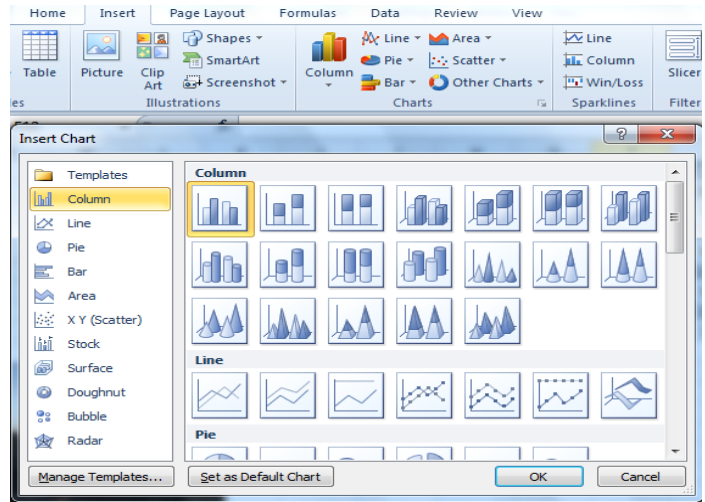 Home Insert Page Layout Formulas Data Review View
Table
Picture
Clip Art
Shapes
SmartArt
Screenshot
Illustrations
Column
Line
Pie
Bar
Area
Scatter
Other Charts
Charts
Line
Column
Win/Loss
Sparklines
Slicer
Filter
es
Insert Chart
Templates
Column
Line
Pie
Bar
Area
X Y (Scatter)
Stock
Surface
Doughnut
Bubble
Radar
Column
Line
Pie
Manage Templates...
Set as Default Chart
OK
Cancel